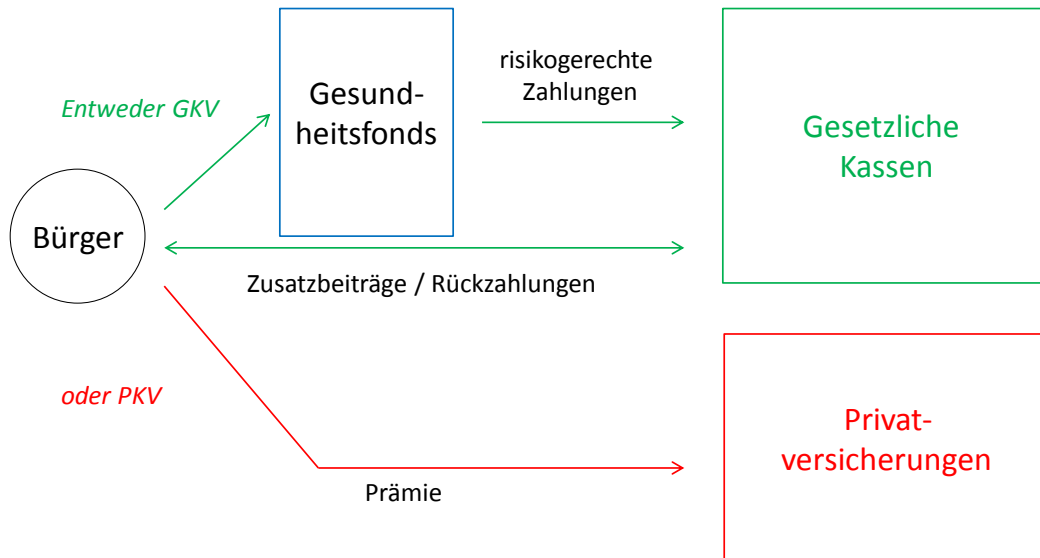 risikogerechte
Zahlungen
Gesund-
heitsfonds
Entweder GKV
Gesetzliche
Kassen
Bürger
Zusatzbeiträge / Rückzahlungen
oder PKV
Privat-
versicherungen
Prämie